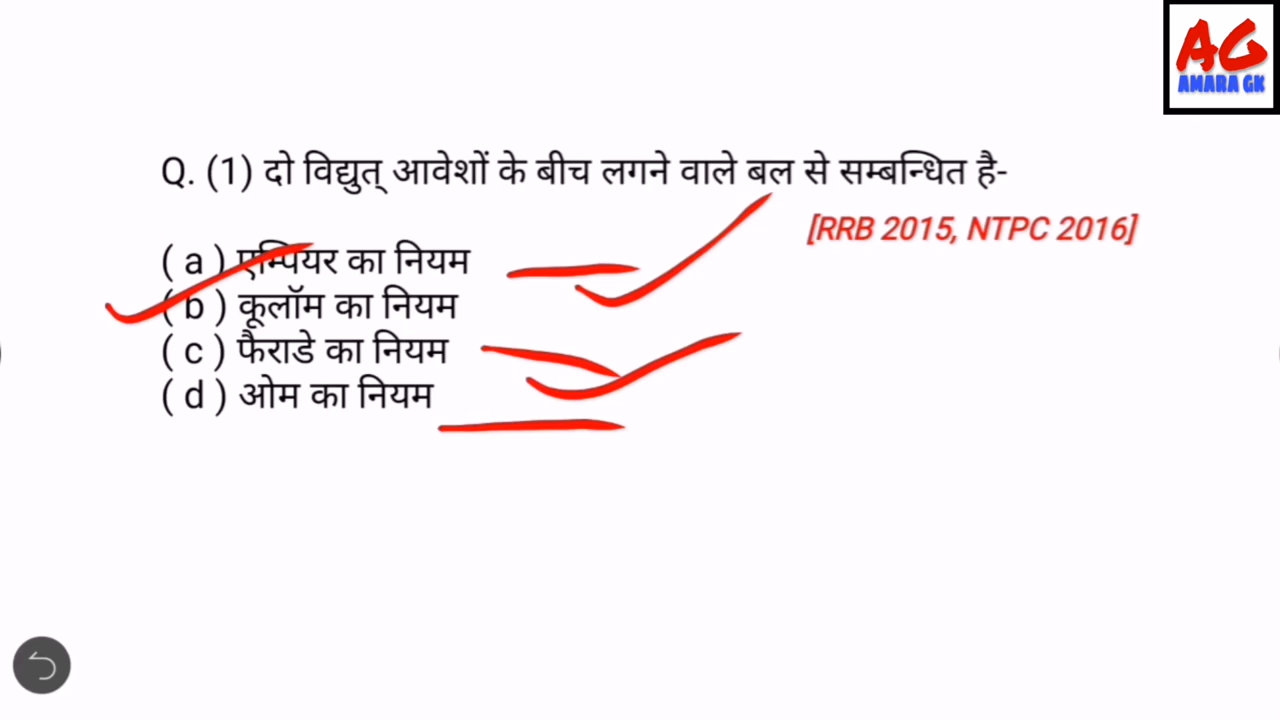 AG
AMARA GK
Q. (1) दो विद्युत् आवेशों के बीच लगने वाले बल से सम्बन्धित है-
[RRB 2015, NTPC 2016]
( a ) एम्पियर का नियम
( b ) कूलॉम का नियम
( c ) फैराडे का नियम
( d ) ओम का नियम